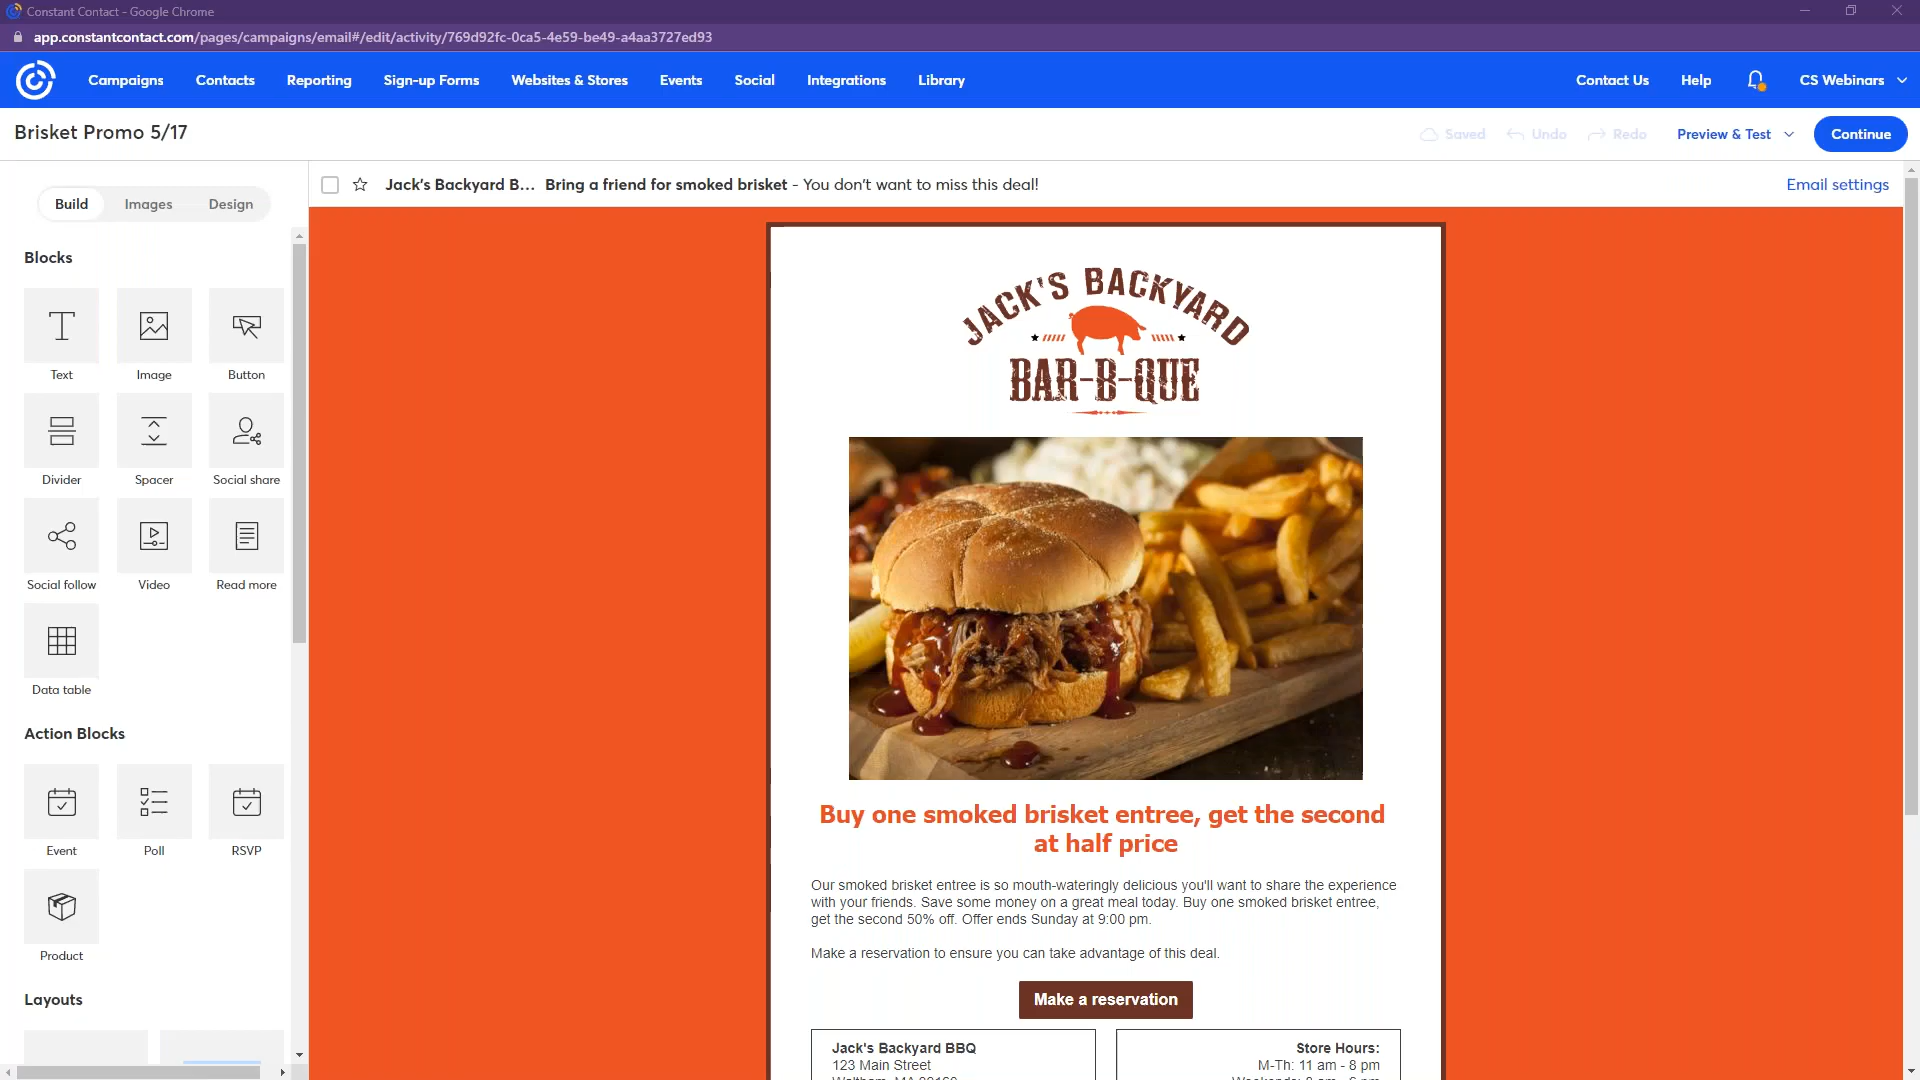 Constant Contact - Google Chrome
app.constantcontact.com/pages/campaigns/email#/edit/activity/769d92fc-0ca5-4e59-be49-a4aa3727ed93
Campaigns Contacts Reporting Sign-up Forms Websites & Stores Events Social Integrations Library Contact Us Help CS Webinars
Brisket Promo 5/17 Saved Undo Redo Preview & Test Continue
Build Images Design
Jack's Backyard B... Bring a friend for smoked brisket - You don't want to miss this deal! Email settings
Blocks
Text Image Button
Divider Spacer Social share
Social follow Video Read more
Data table
Action Blocks
Event Poll RSVP
Product
Layouts
JACK'S BACKYARD
BAR-B-QUE
Buy one smoked brisket entree, get the second
at half price
Our smoked brisket entree is so mouth-wateringly delicious you'll want to share the experience
with your friends. Save some money on a great meal today. Buy one smoked brisket entree,
get the second 50% off. Offer ends Sunday at 9:00 pm.
Make a reservation to ensure you can take advantage of this deal.
Make a reservation
Jack's Backyard BBQ
123 Main Street
Store Hours:
M-Th: 11 am - 8 pm